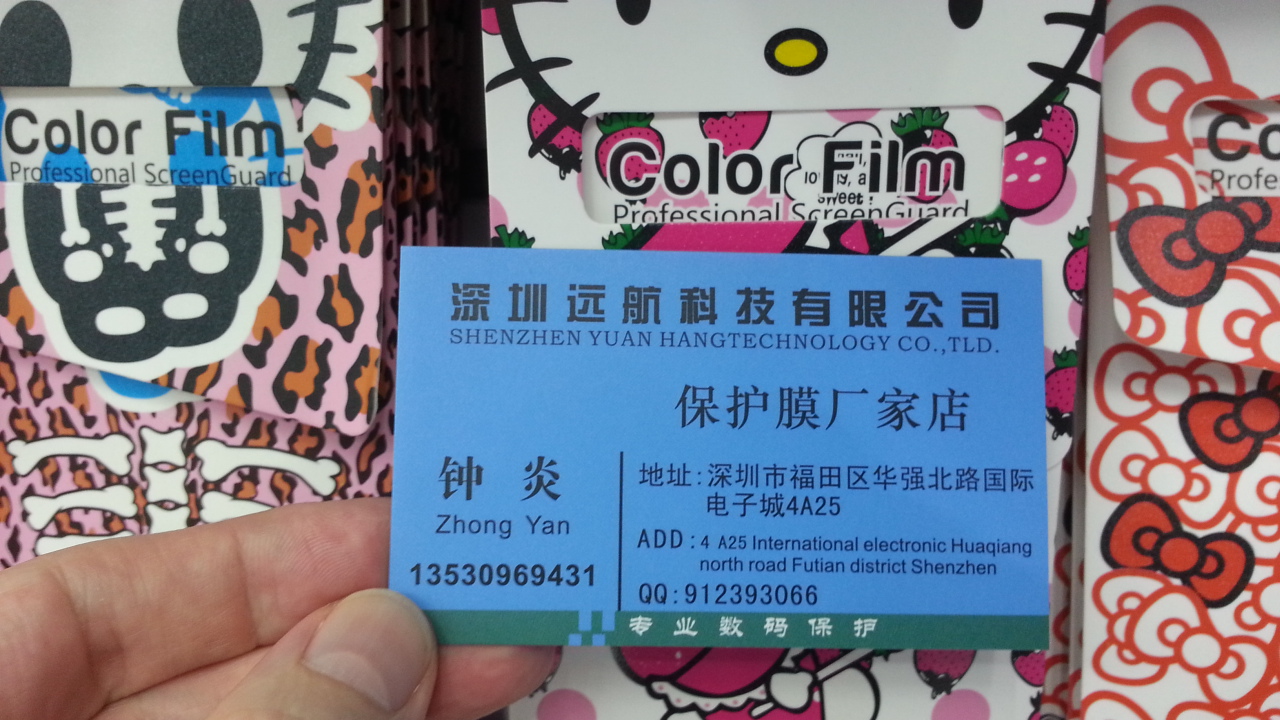 Color Film
Professional ScreenGuard
Color Film
Professional ScreenGuard
sweet!
Co
Profe
深圳远航科技有限公司
SHENZHEN YUAN HANGTECHNOLOGY CO.,TLD.
保护膜厂家店
钟 炎
Zhong Yan
13530969431
地址:深圳市福田区华强北路国际
电子城4A25
ADD:4 A25 International electronic Huaqiang
north road Futian district Shenzhen
QQ:912393066
专业数码保护